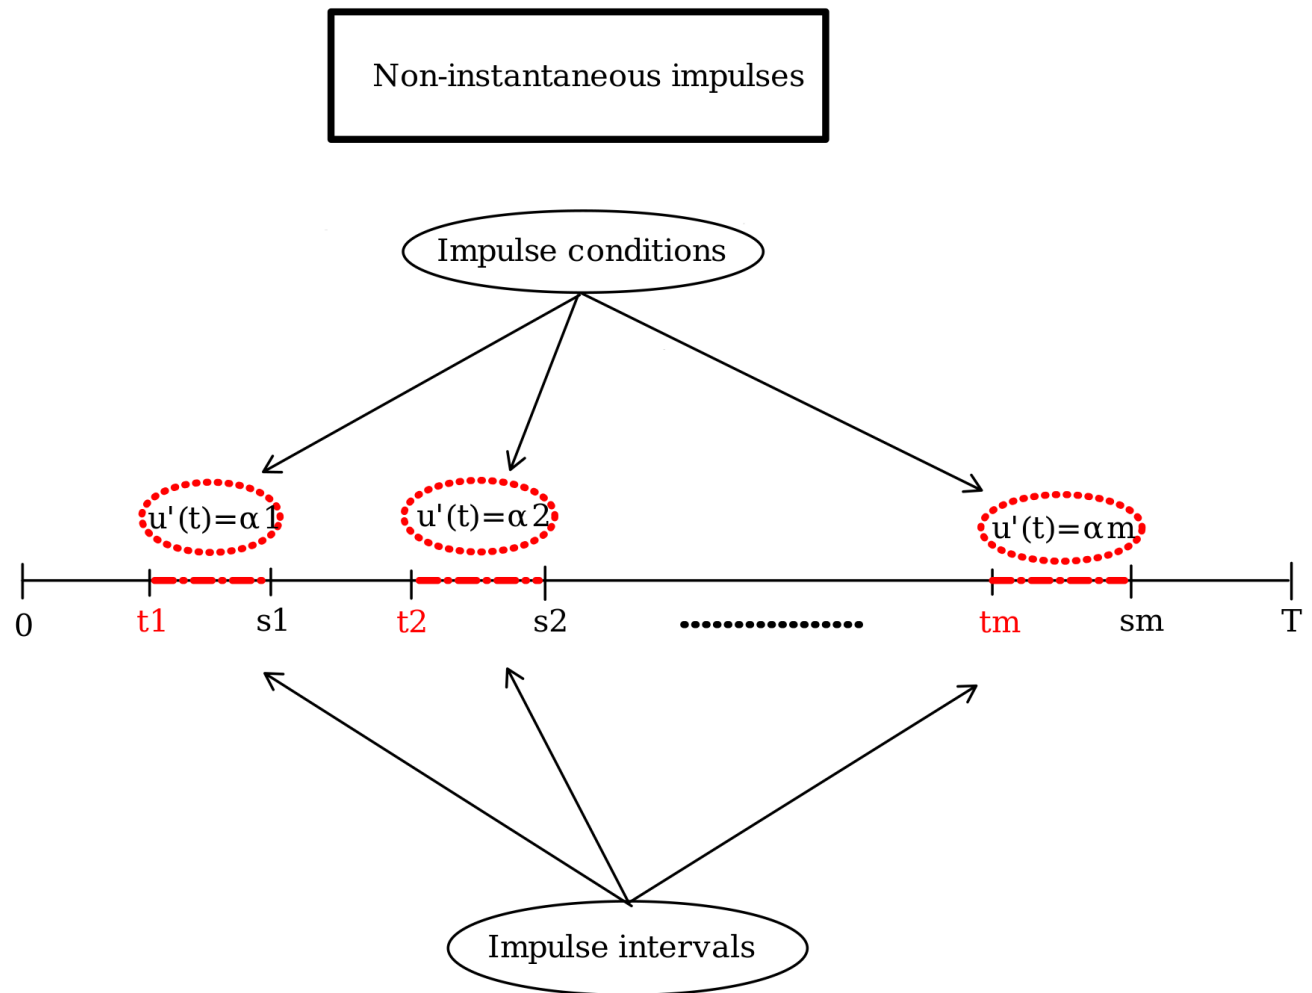 Non-instantaneous impulses
Impulse conditions
u'(t)=α1
u'(t)=α2
u'(t)=αm
0
t1
s1
t2
s2
tm
sm
T
Impulse intervals